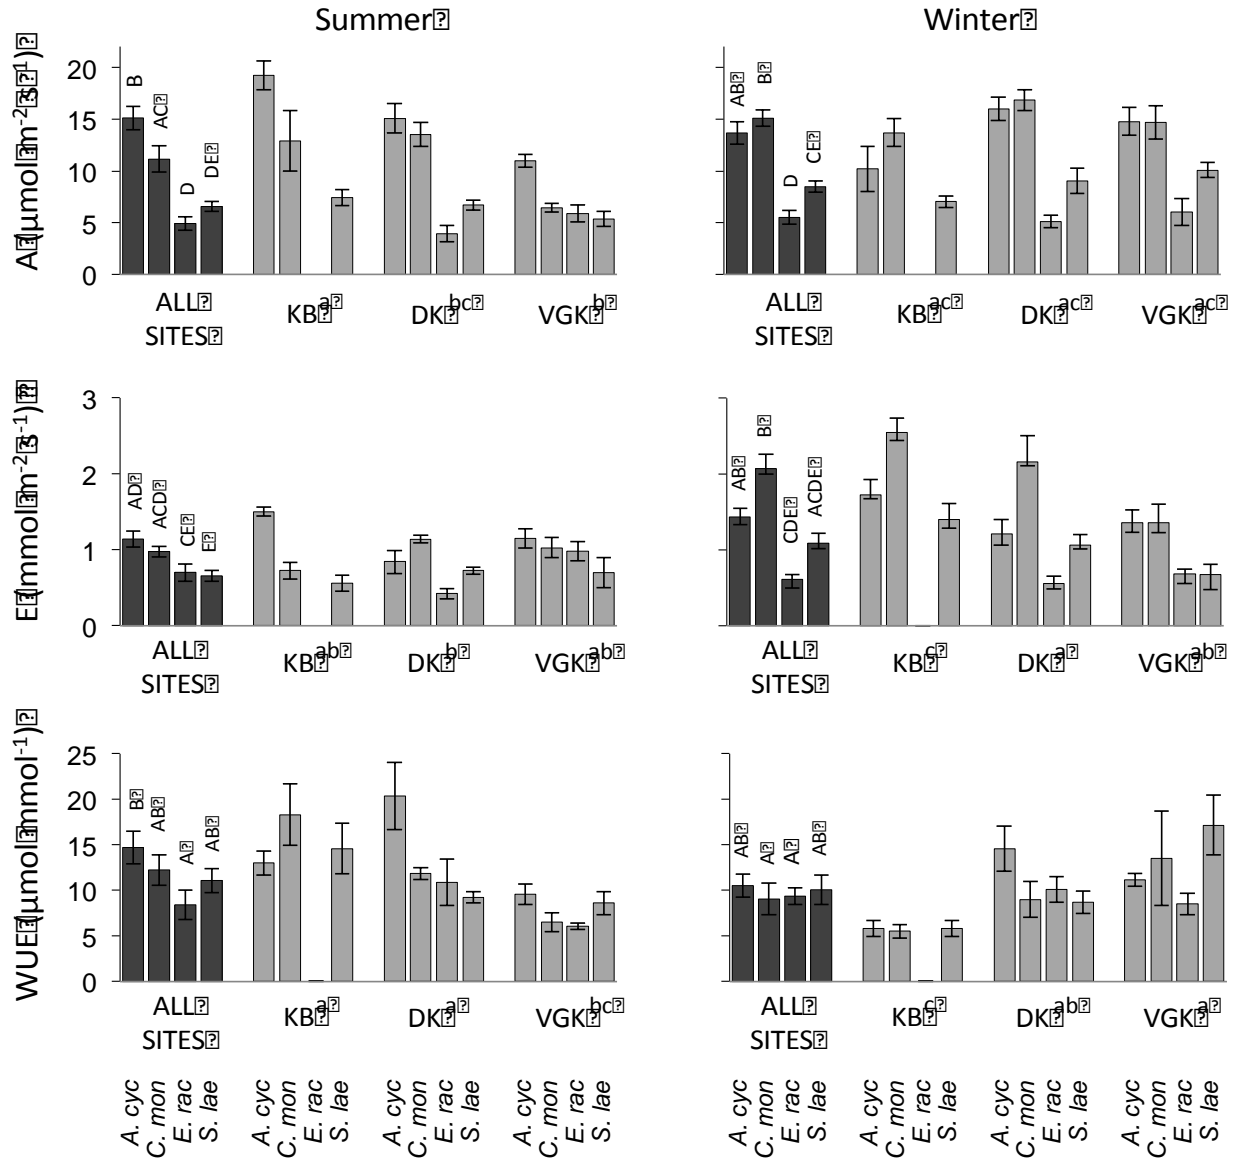 Summer Winter
A (µmol m-2 s-1)
20
15
10
5
0
B AC D DE
AB B D CE
ALL SITES KB a DK bc VGK b
ALL SITES KB ac DK ac VGK ac
E (mmol m-2 s-1)
3
2
1
0
AD ACD CE E
AB B CDE ACDE
ALL SITES KB ab DK b VGK ab
ALL SITES KB c DK a VGK ab
WUE (µmol mmol-1)
25
20
15
10
5
0
B AB A AB
AB A A AB
ALL SITES KB a DK a VGK bc
ALL SITES KB c DK ab VGK a
A. cyc C. mon E. rac S. lae A. cyc C. mon E. rac S. lae A. cyc C. mon E. rac S. lae A. cyc C. mon E. rac S. lae
A. cyc C. mon E. rac S. lae A. cyc C. mon E. rac S. lae A. cyc C. mon E. rac S. lae A. cyc C. mon E. rac S. lae